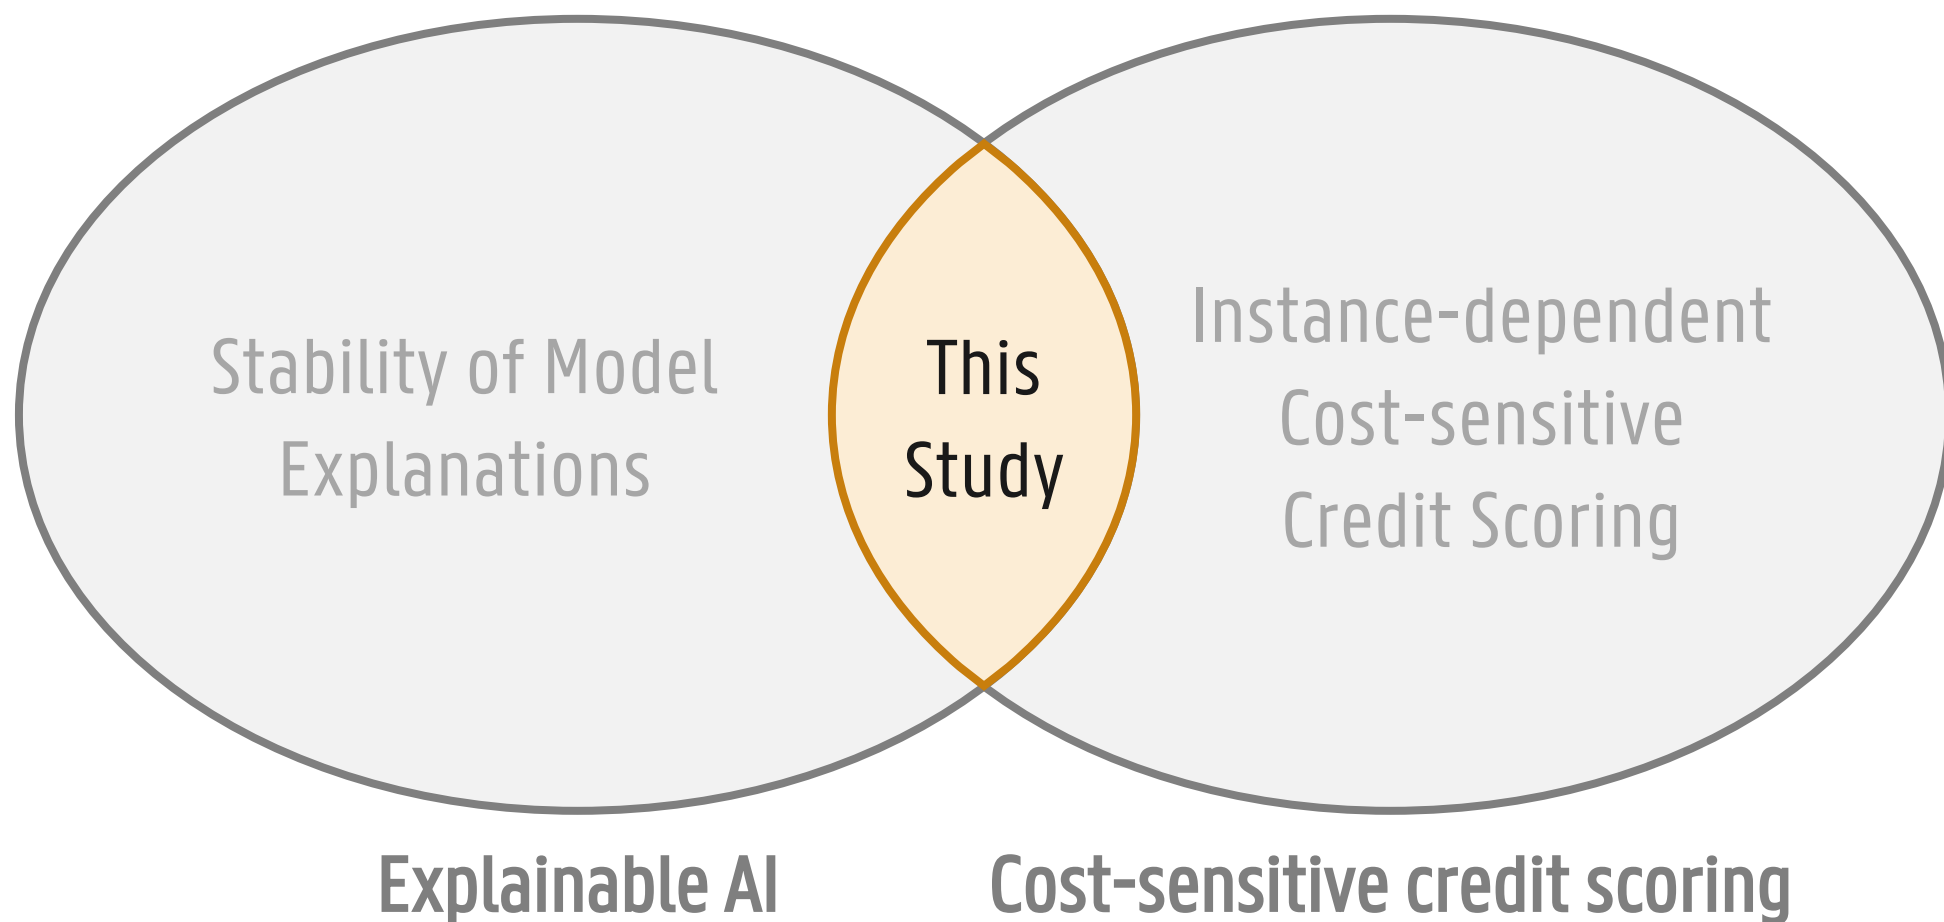 Stability of Model
Explanations
This
Study
Instance-dependent
Cost-sensitive
Credit Scoring
Explainable AI
Cost-sensitive credit scoring